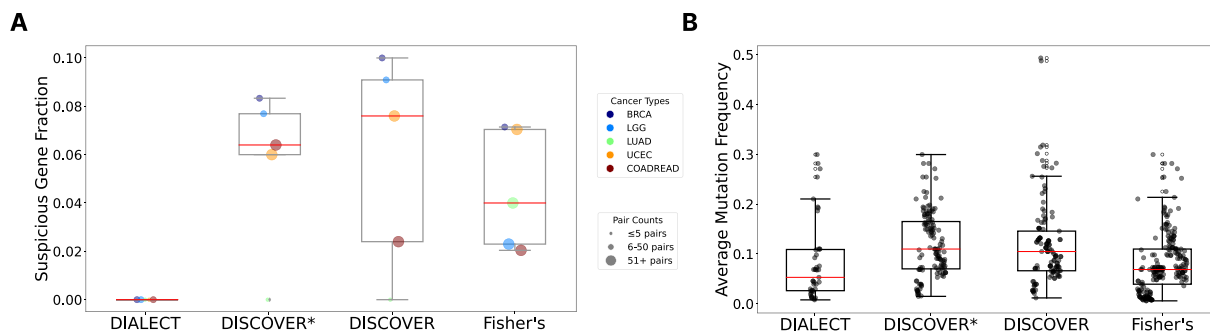 A
Suspicious Gene Fraction
0.10
0.08
0.06
0.04
0.02
0.00
DIALECT
DISCOVER*
DISCOVER
Fisher's
Cancer Types
BRCA
LGG
LUAD
UCEC
COADREAD
Pair Counts
≤5 pairs
6-50 pairs
51+ pairs
B
Average Mutation Frequency
0.5
0.4
0.3
0.2
0.1
0.0
DIALECT
DISCOVER*
DISCOVER
Fisher's